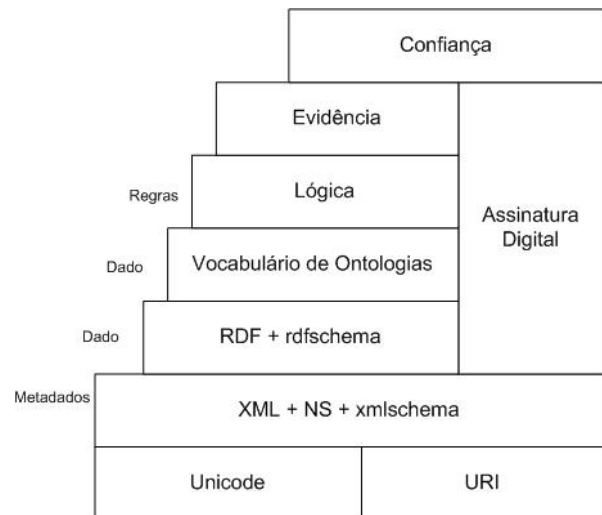 Confiança
Evidência
Regras
Lógica
Assinatura
Digital
Dado
Vocabulário de Ontologias
Dado
RDF + rdfschema
Metadados
XML + NS + xmlschema
Unicode
URI